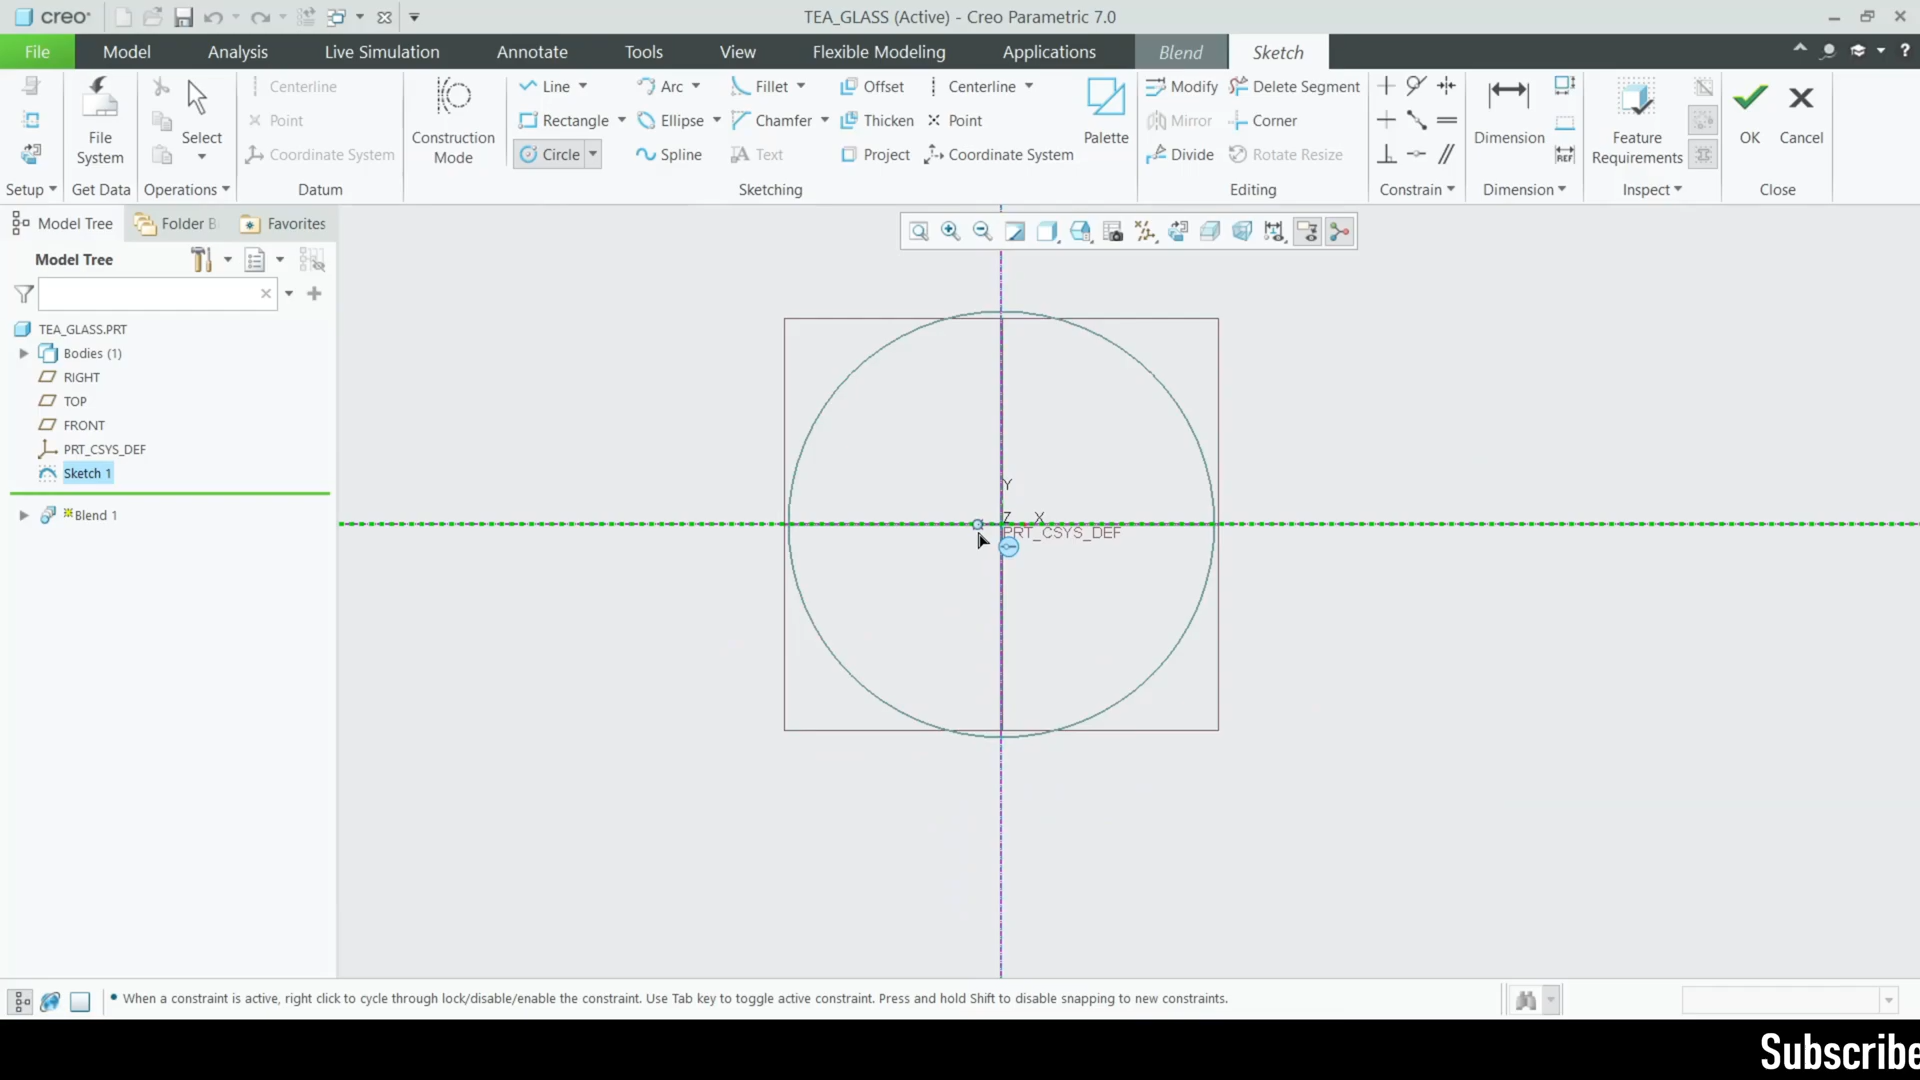 creo
TEA_GLASS (Active) - Creo Parametric 7.0
File
Model
Analysis
Live Simulation
Annotate
Tools
View
Flexible Modeling
Applications
Blend
Sketch
File System
Select
Centerline
Point
Coordinate System
Construction Mode
Line
Rectangle
Circle
Arc
Ellipse
Spline
Fillet
Chamfer
Text
Offset
Thicken
Project
Centerline
Point
Coordinate System
Palette
Modify
Mirror
Divide
Delete Segment
Corner
Rotate Resize
Dimension
REF
Feature Requirements
OK
Cancel
Setup
Get Data
Operations
Datum
Sketching
Editing
Constrain
Dimension
Inspect
Close
Model Tree
Folder B
Favorites
Model Tree
TEA_GLASS.PRT
Bodies (1)
RIGHT
TOP
FRONT
PRT_CSYS_DEF
Sketch 1
Blend 1
Y
Z X
PRT_CSYS_DEF
When a constraint is active, right click to cycle through lock/disable/enable the constraint. Use Tab key to toggle active constraint. Press and hold Shift to disable snapping to new constraints.
Subscribe